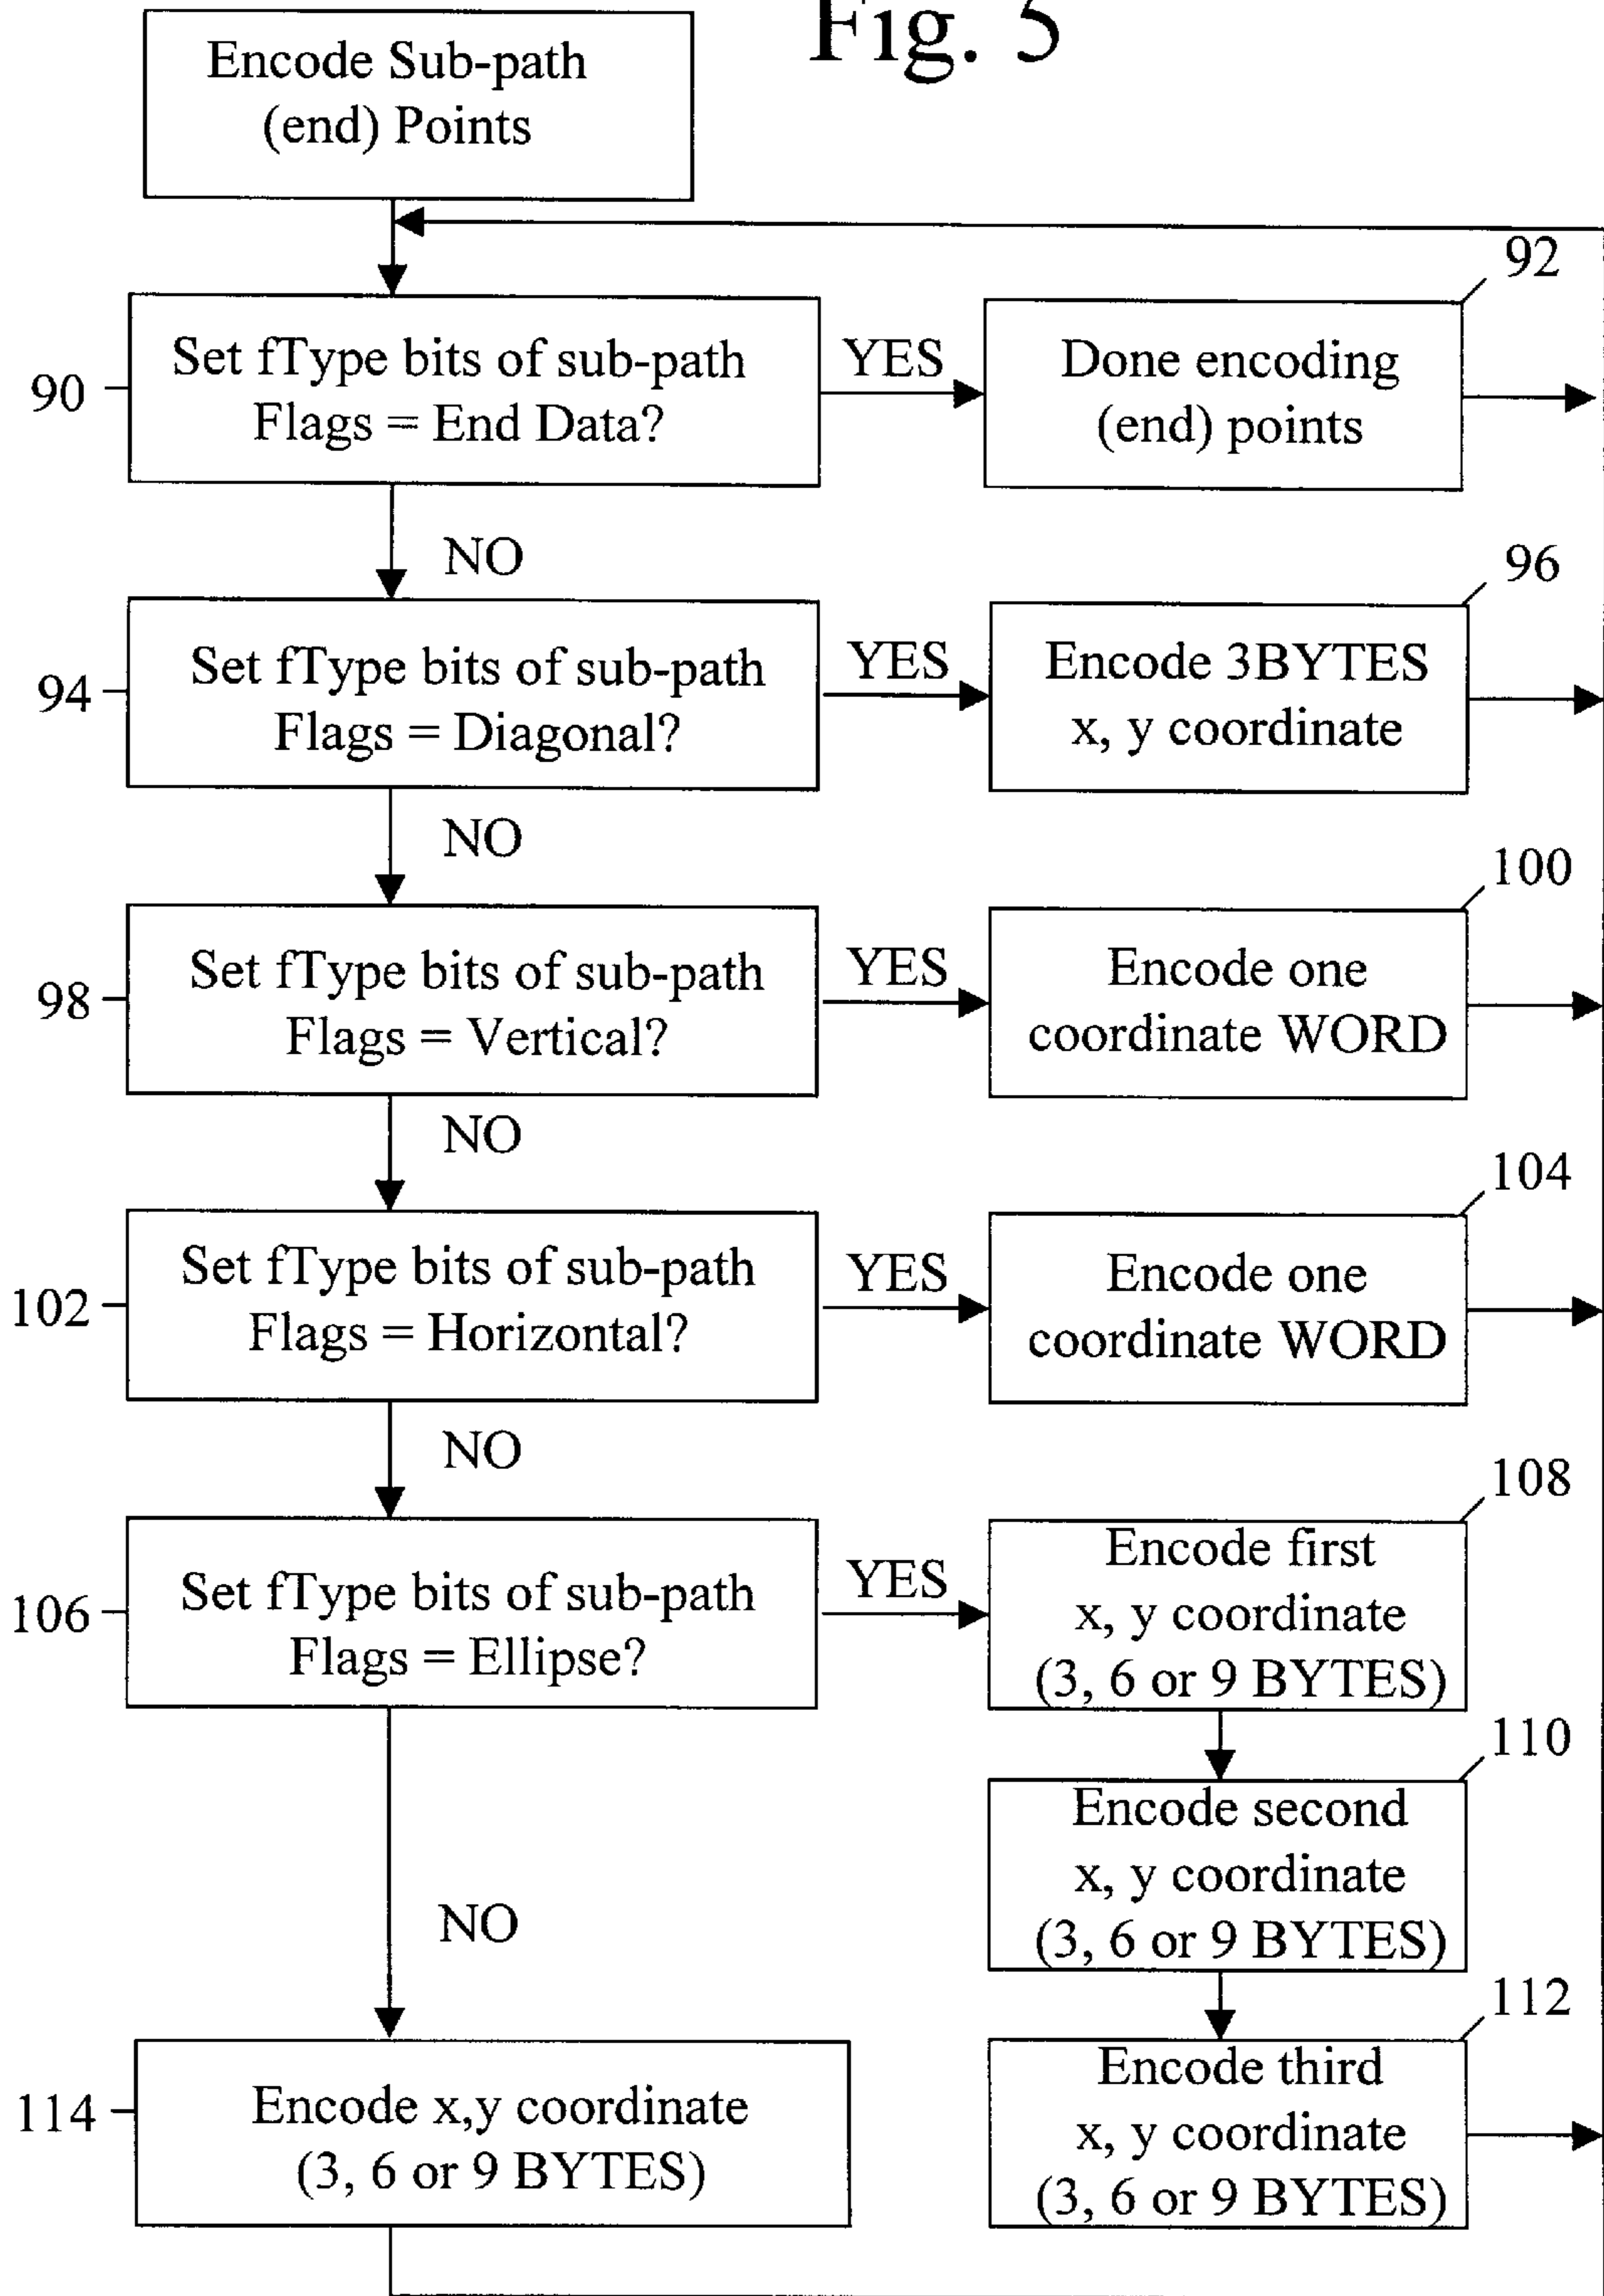 Fig. 5
Encode Sub-path
(end) Points
92
90
Set fType bits of sub-path
Flags = End Data?
YES
Done encoding
(end) points
NO
96
94
Set fType bits of sub-path
Flags = Diagonal?
YES
Encode 3BYTES
x, y coordinate
NO
100
98
Set fType bits of sub-path
Flags = Vertical?
YES
Encode one
coordinate WORD
NO
104
102
Set fType bits of sub-path
Flags = Horizontal?
YES
Encode one
coordinate WORD
NO
108
106
Set fType bits of sub-path
Flags = Ellipse?
YES
Encode first
x, y coordinate
(3, 6 or 9 BYTES)
110
Encode second
x, y coordinate
(3, 6 or 9 BYTES)
NO
112
Encode third
x, y coordinate
(3, 6 or 9 BYTES)
114
Encode x,y coordinate
(3, 6 or 9 BYTES)